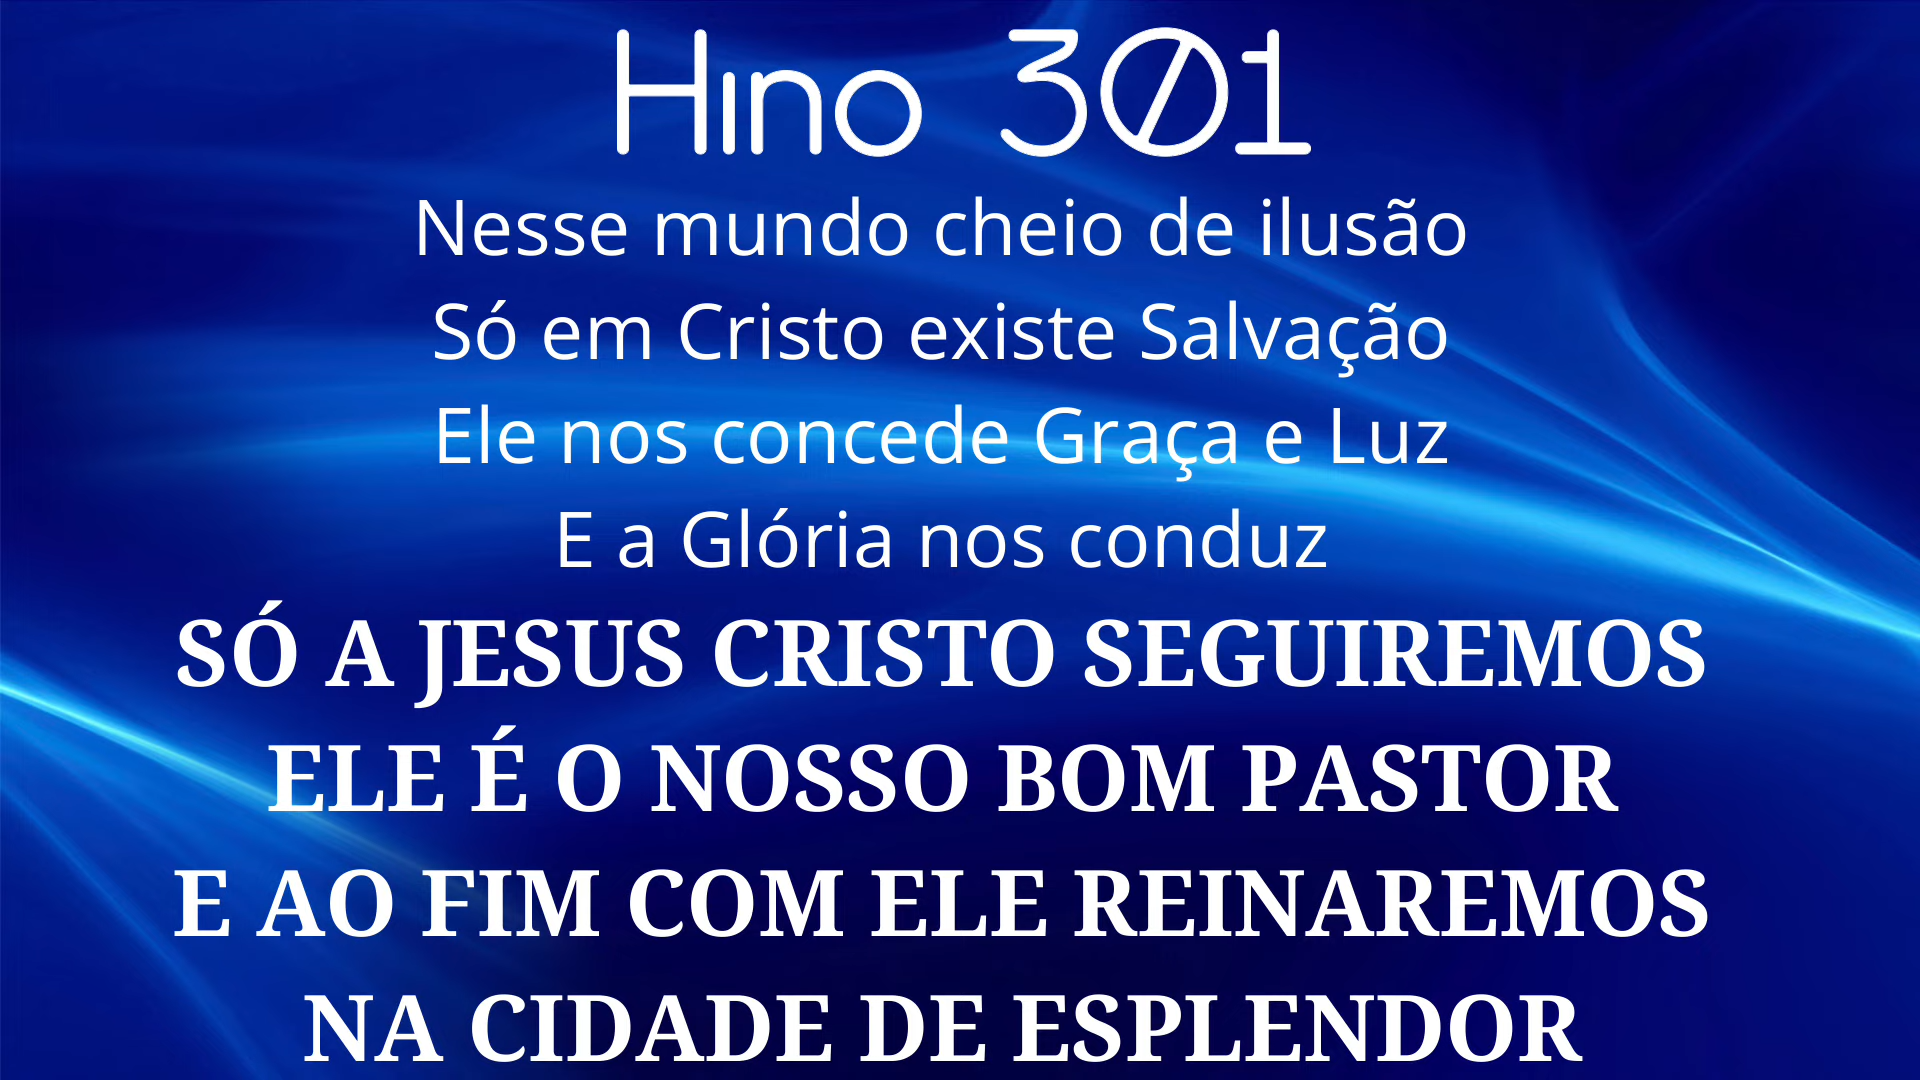 Hino 301
Nesse mundo cheio de ilusão
Só em Cristo existe Salvação
Ele nos concede Graça e Luz
E a Glória nos conduz
SÓ A JESUS CRISTO SEGUIREMOS
ELE É O NOSSO BOM PASTOR
E AO FIM COM ELE REINAREMOS
NA CIDADE DE ESPLENDOR